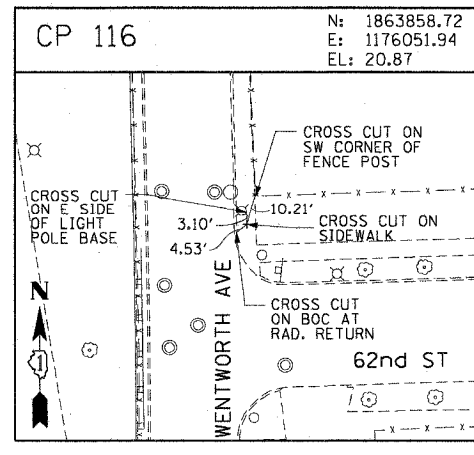 CP 116
N: 1863858.72
E: 1176051.94
EL: 20.87
CROSS CUT ON
SW CORNER OF
FENCE POST
CROSS CUT
ON E SIDE
OF LIGHT
POLE BASE
10.21'
3.10'
4.53'
CROSS CUT ON
SIDEWALK
CROSS CUT
ON BOC AT
RAD. RETURN
N
1
WENTWORTH AVE
62nd ST